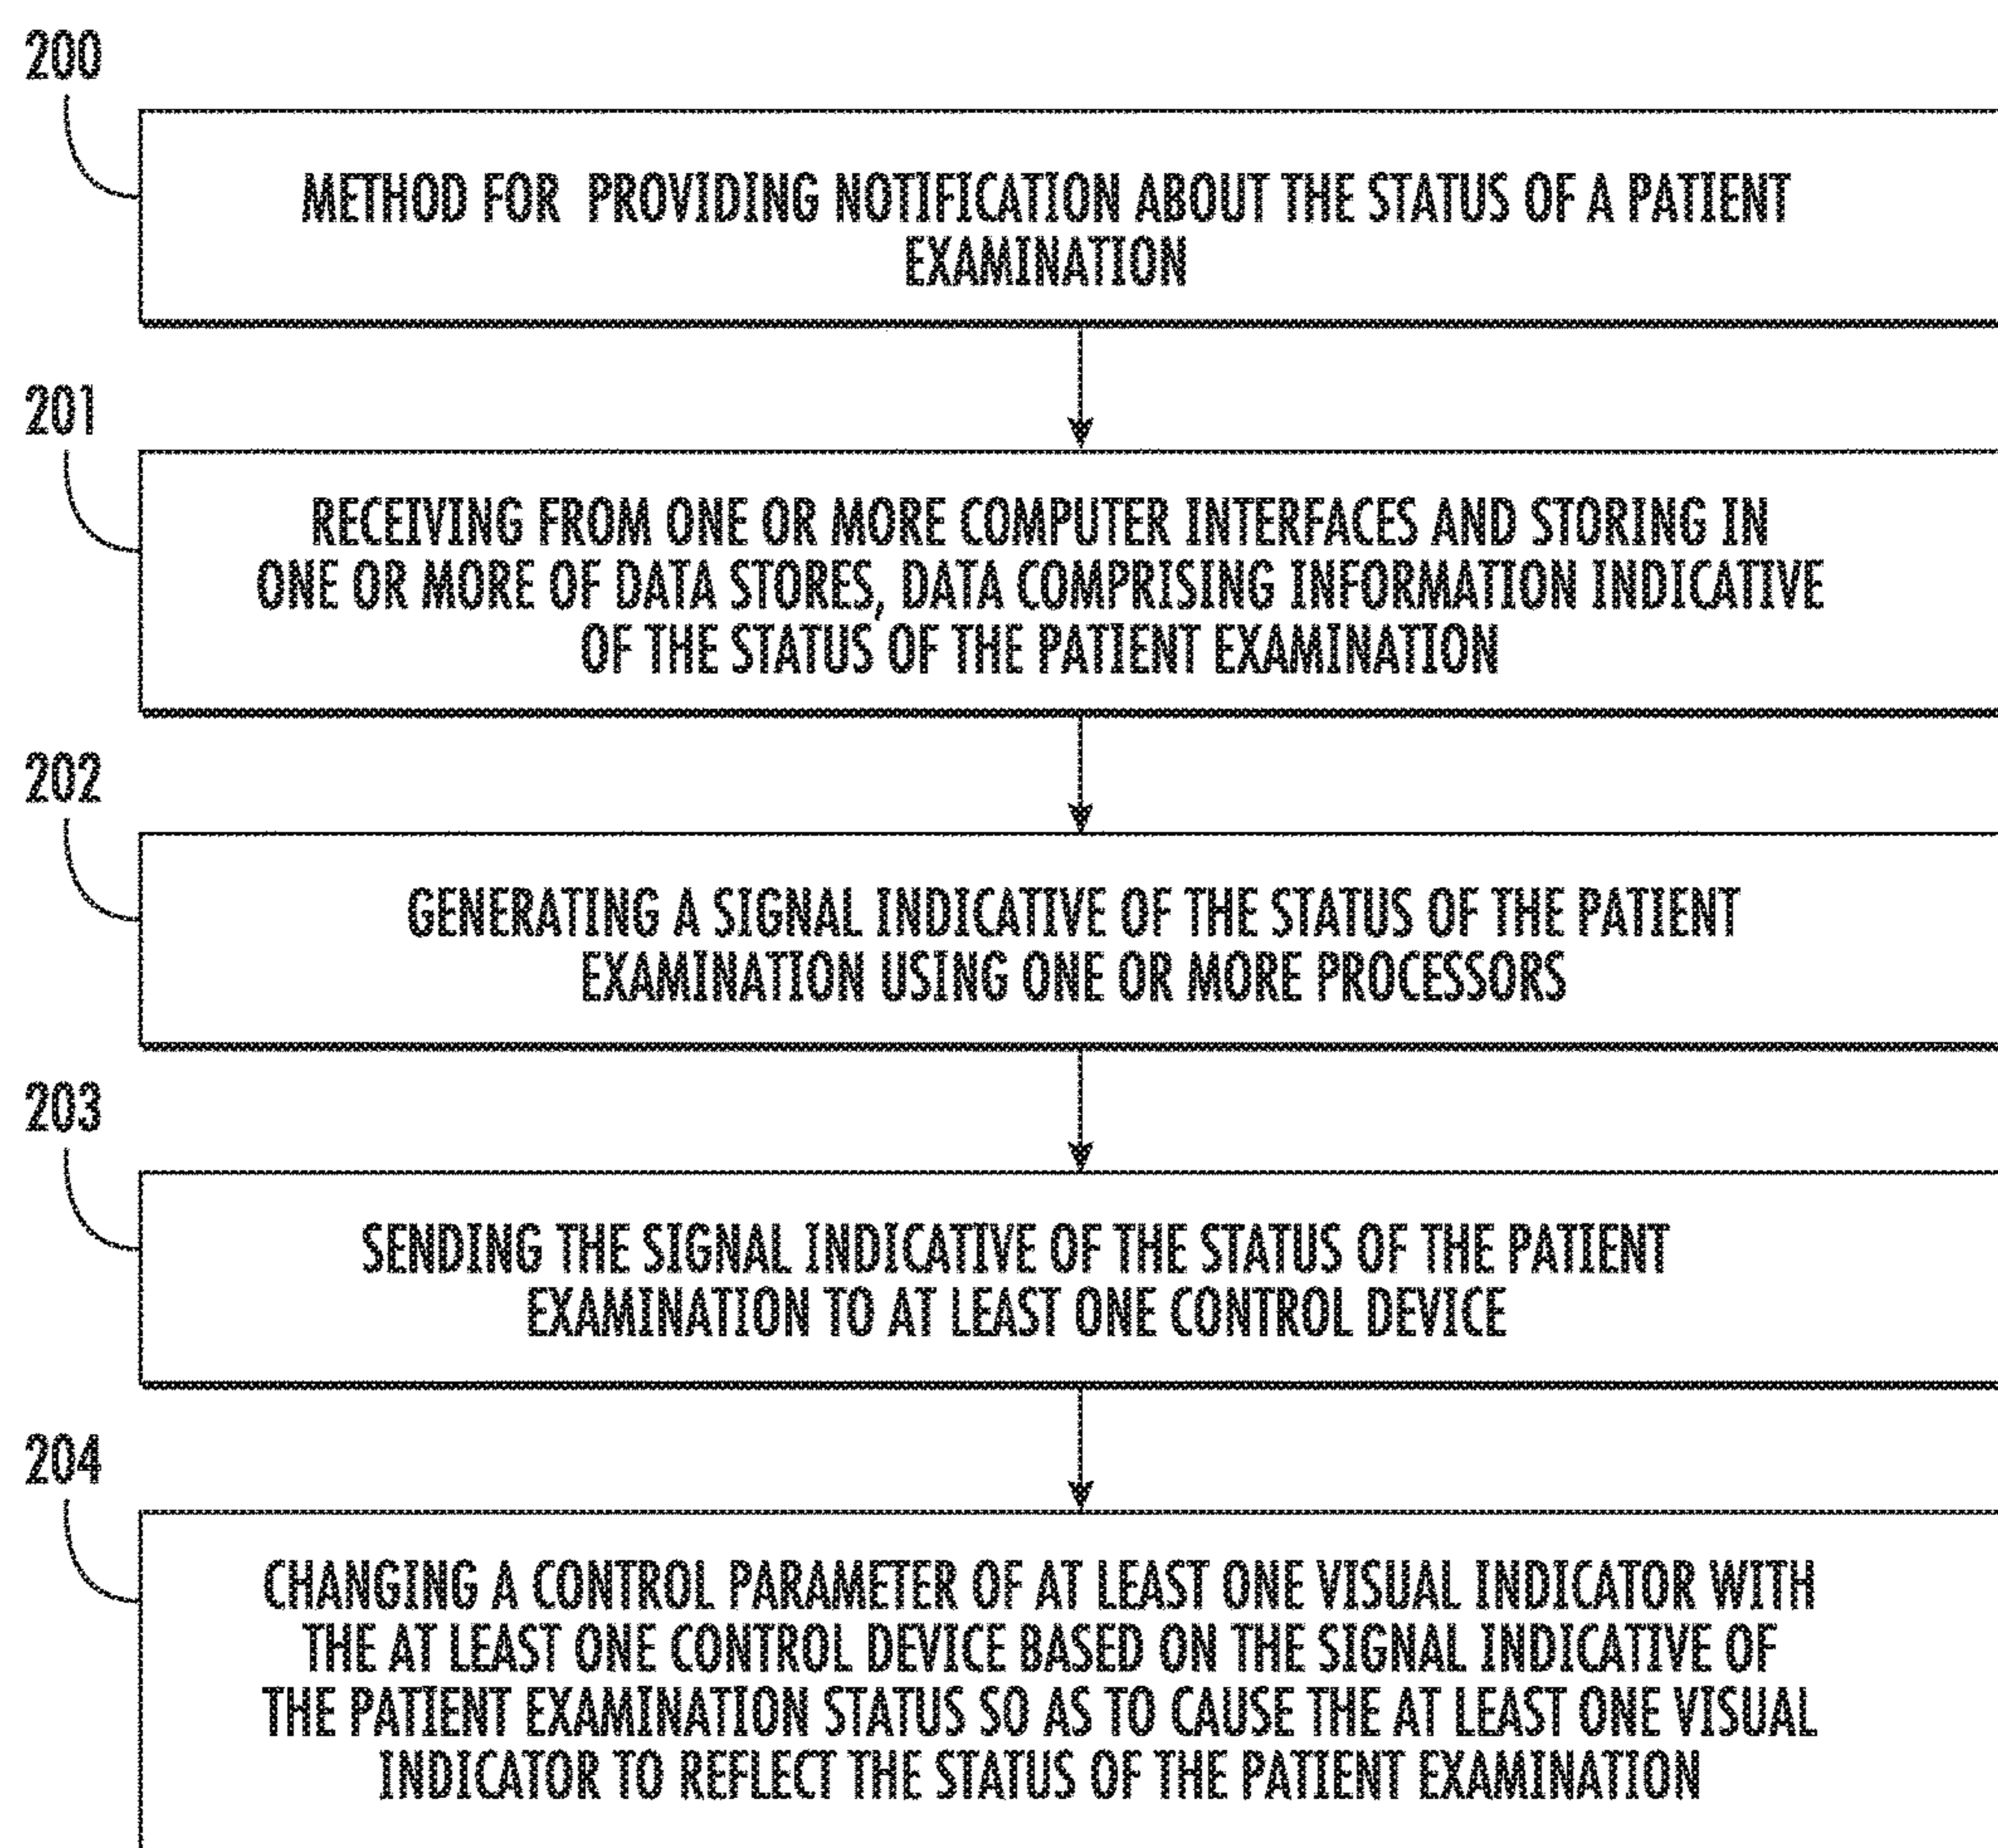 200
METHOD FOR PROVIDING NOTIFICATION ABOUT THE STATUS OF A PATIENT
EXAMINATION
201
RECEIVING FROM ONE OR MORE COMPUTER INTERFACES AND STORING IN
ONE OR MORE OF DATA STORES, DATA COMPRISING INFORMATION INDICATIVE
OF THE STATUS OF THE PATIENT EXAMINATION
202
GENERATING A SIGNAL INDICATIVE OF THE STATUS OF THE PATIENT
EXAMINATION USING ONE OR MORE PROCESSORS
203
SENDING THE SIGNAL INDICATIVE OF THE STATUS OF THE PATIENT
EXAMINATION TO AT LEAST ONE CONTROL DEVICE
204
CHANGING A CONTROL PARAMETER OF AT LEAST ONE VISUAL INDICATOR WITH
THE AT LEAST ONE CONTROL DEVICE BASED ON THE SIGNAL INDICATIVE OF
THE PATIENT EXAMINATION STATUS SO AS TO CAUSE THE AT LEAST ONE VISUAL
INDICATOR TO REFLECT THE STATUS OF THE PATIENT EXAMINATION